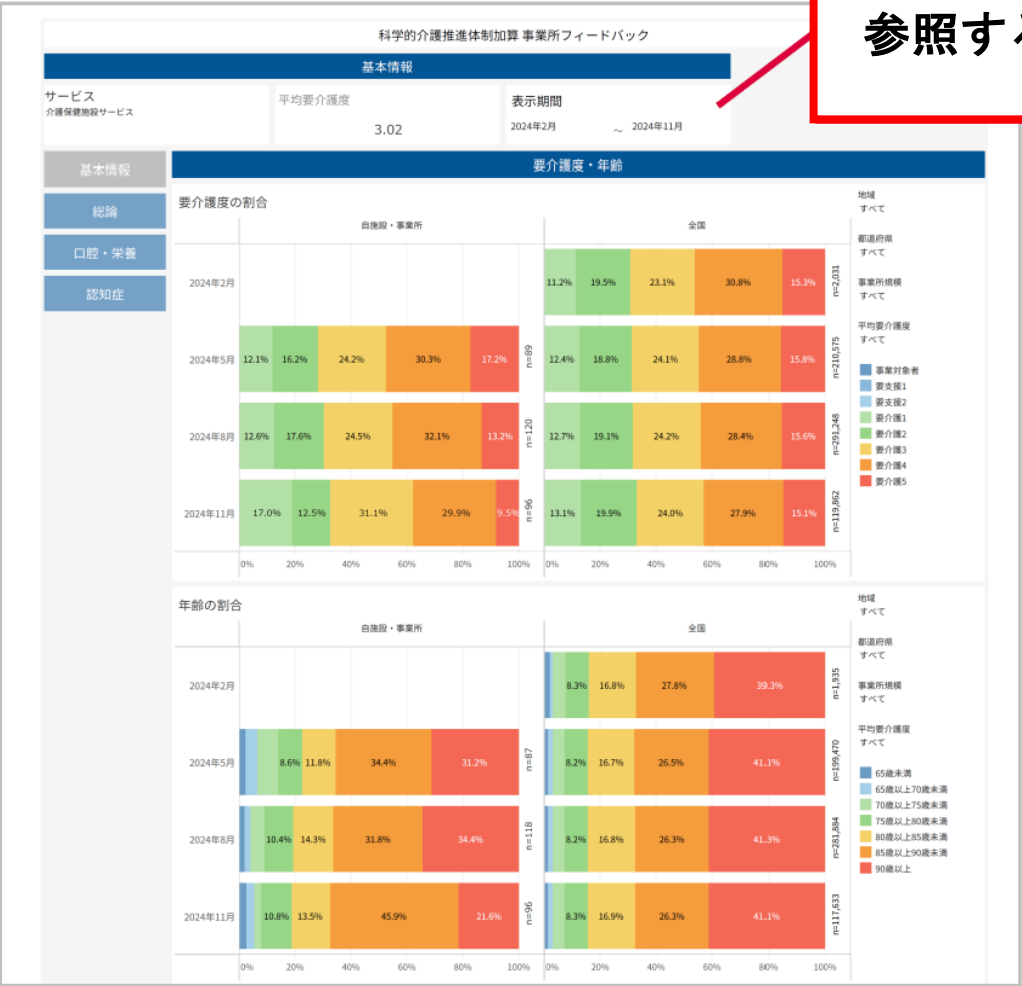 参照する
科学的介護推進体制加算 事業所フィードバック
基本情報
サービス
介護保健施設サービス
平均要介護度
3.02
表示期間
2024年2月 ～ 2024年11月
基本情報
総論
口腔・栄養
認知症
要介護度・年齢
要介護度の割合
自施設・事業所 全国
2024年2月 11.2% 19.5% 23.1% 30.8% 15.3% n=2,031
2024年5月 12.1% 16.2% 24.2% 30.3% 17.2% n=89 12.4% 18.8% 24.1% 28.8% 15.8% n=210,575
2024年8月 12.6% 17.6% 24.5% 32.1% 13.2% n=120 12.7% 19.1% 24.2% 28.4% 15.6% n=291,248
2024年11月 17.0% 12.5% 31.1% 29.9% 9.5% n=96 13.1% 19.9% 24.0% 27.9% 15.1% n=119,862
0% 20% 40% 60% 80% 100% 0% 20% 40% 60% 80% 100%
地域
すべて
都道府県
すべて
事業所規模
すべて
平均要介護度
すべて
事業対象者
要支援1
要支援2
要介護1
要介護2
要介護3
要介護4
要介護5
年齢の割合
自施設・事業所 全国
2024年2月 8.3% 16.8% 27.8% 39.3% n=1,935
2024年5月 8.6% 11.8% 34.4% 31.2% n=87 8.2% 16.7% 26.5% 41.1% n=199,470
2024年8月 10.4% 14.3% 31.8% 34.4% n=118 8.2% 16.8% 26.3% 41.3% n=281,884
2024年11月 10.8% 13.5% 45.9% 21.6% n=96 8.3% 16.9% 26.3% 41.1% n=117,633
0% 20% 40% 60% 80% 100% 0% 20% 40% 60% 80% 100%
地域
すべて
都道府県
すべて
事業所規模
すべて
平均要介護度
すべて
65歳未満
65歳以上70歳未満
70歳以上75歳未満
75歳以上80歳未満
80歳以上85歳未満
85歳以上90歳未満
90歳以上